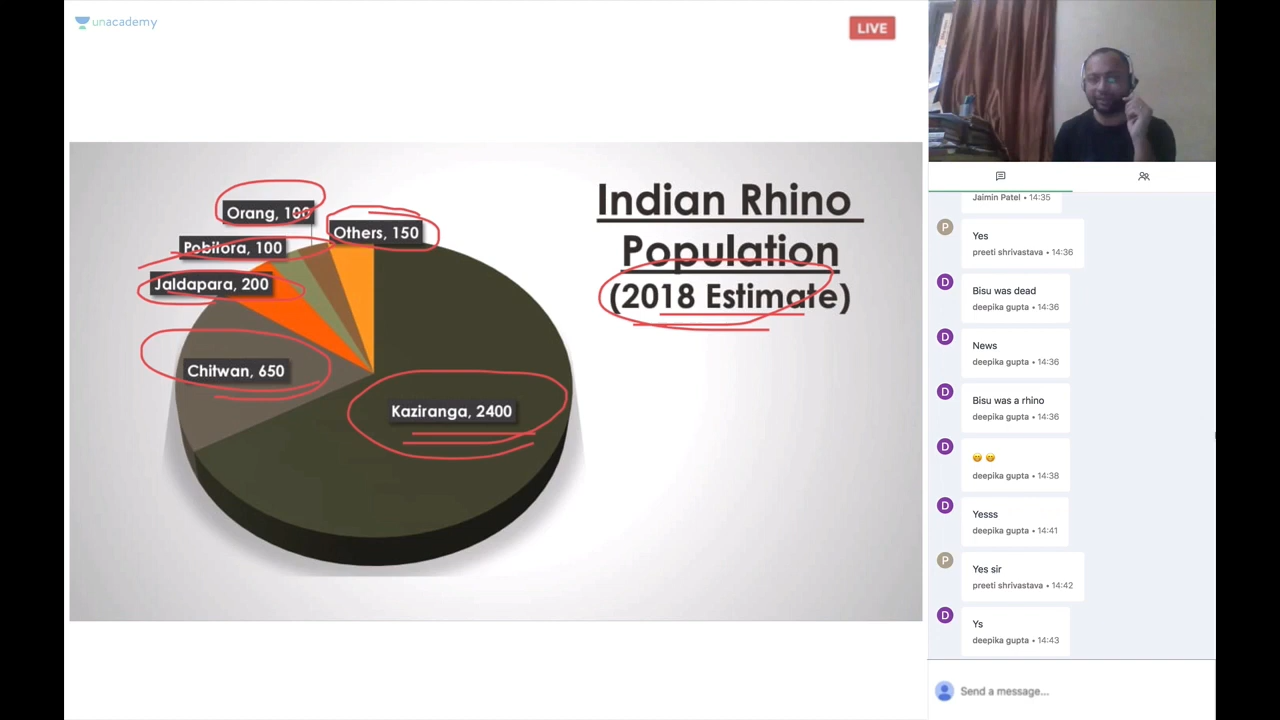 unacademy
LIVE
Indian Rhino
Population
(2018 Estimate)
Orang, 100
Others, 150
Pobitora, 100
Jaldapara, 200
Chitwan, 650
Kaziranga, 2400
Jaimin Patel • 14:35
P
Yes
preeti shrivastava • 14:36
D
Bisu was dead
deepika gupta • 14:36
D
News
deepika gupta • 14:36
D
Bisu was a rhino
deepika gupta • 14:36
D
deepika gupta • 14:38
D
Yesss
deepika gupta • 14:41
P
Yes sir
preeti shrivastava • 14:42
D
Ys
deepika gupta • 14:43
Send a message...